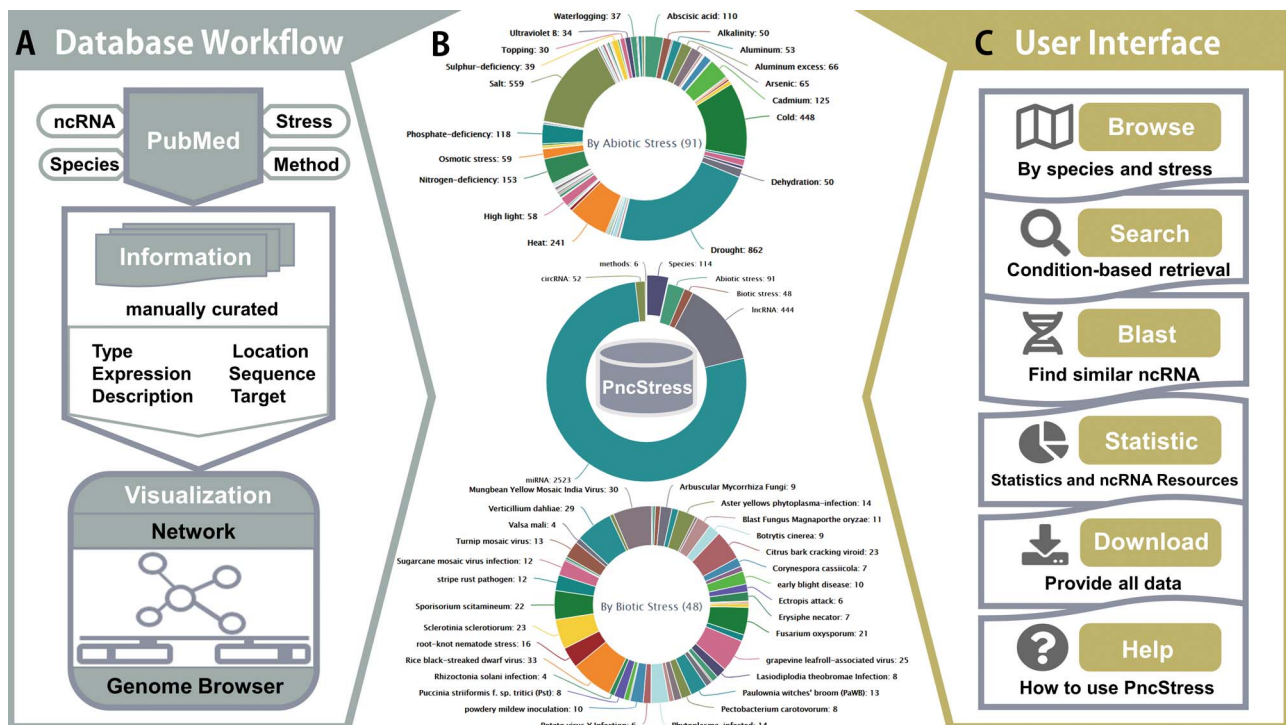 A Database Workflow
ncRNA
Species
PubMed
Stress
Method
Information
manually curated
Type
Location
Expression
Sequence
Description
Target
Visualization
Network
Genome Browser
B
Waterlogging: 37
Ultraviolet B: 34
Topping: 30
Sulphur-deficiency: 39
Salt: 559
Phosphate-deficiency: 118
Osmotic stress: 59
Nitrogen-deficiency: 153
High light: 58
Heat: 241
Abscisic acid: 110
Alkalinity: 50
Aluminum: 53
Aluminum excess: 66
Arsenic: 65
Cadmium: 125
Cold: 448
Dehydration: 50
Drought: 862
By Abiotic Stress (91)
methods: 6
circRNA: 52
Species: 114
Abiotic stress: 91
Biotic stress: 48
lncRNA: 444
PncStress
miRNA: 2523
Mungbean Yellow Mosaic India Virus: 30
Verticillium dahliae: 29
Valsa mali: 4
Turnip mosaic virus: 13
Sugarcane mosaic virus infection: 12
stripe rust pathogen: 12
Sporisorium scitamineum: 22
Sclerotinia sclerotiorum: 23
root-knot nematode stress: 16
Rice black-streaked dwarf virus: 33
Rhizoctonia solani infection: 4
Puccinia striiformis f. sp. tritici (Pst): 8
powdery mildew inoculation: 10
Potato virus Y Infection: 6
Arbuscular Mycorrhiza Fungi: 9
Aster yellows phytoplasma-infection: 14
Blast Fungus Magnaporthe oryzae: 11
Botrytis cinerea: 9
Citrus bark cracking viroid: 23
Corynespora cassiicola: 7
early blight disease: 10
Ectropis attack: 6
Erysiphe necator: 7
Fusarium oxysporum: 21
grapevine leafroll-associated virus: 25
Lasiodiplodia theobromae Infection: 8
Paulownia witches' broom (PaWB): 13
Pectobacterium carotovorum: 8
Phytoplasma-infected: 14
By Biotic Stress (48)
C User Interface
Browse
By species and stress
Search
Condition-based retrieval
Blast
Find similar ncRNA
Statistic
Statistics and ncRNA Resources
Download
Provide all data
Help
How to use PncStress